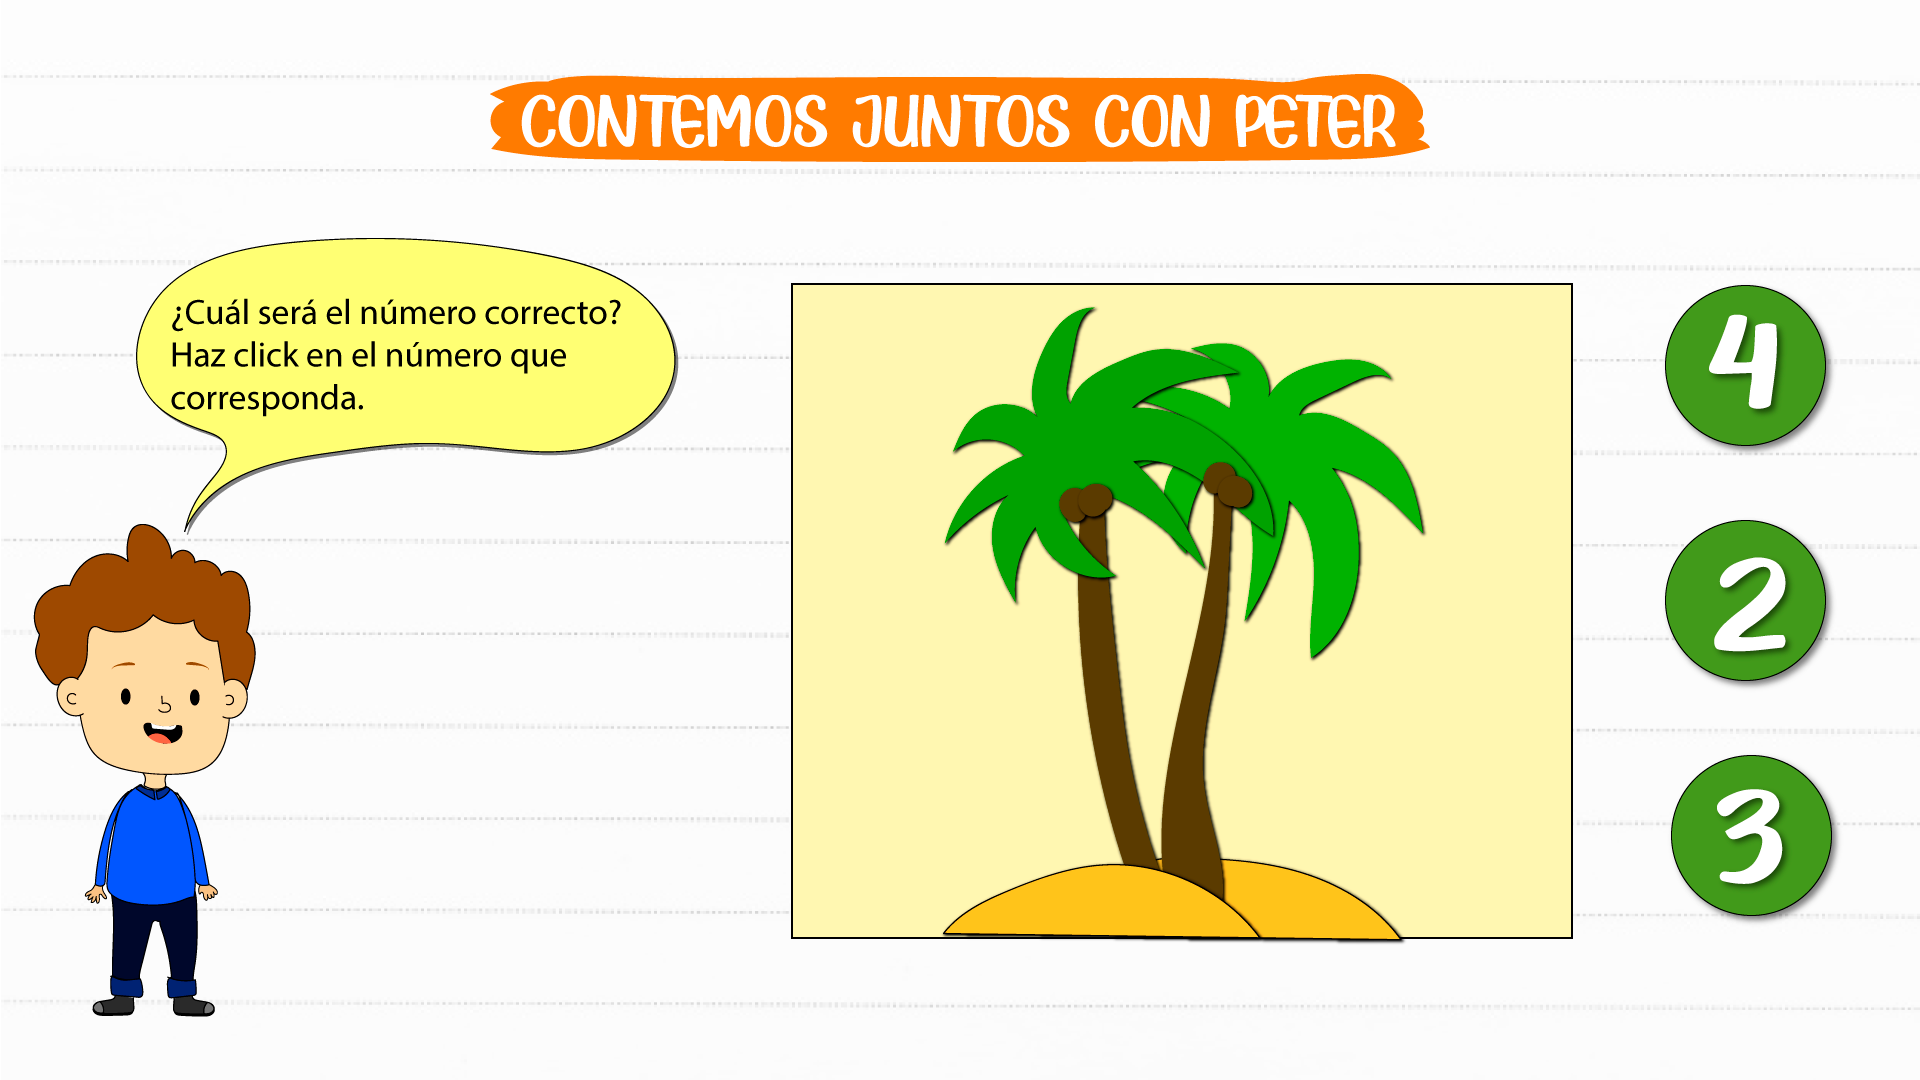 CONTEMOS JUNTOS CON PETER
¿Cuál será el número correcto?
Haz click en el número que
corresponda.
4
2
3